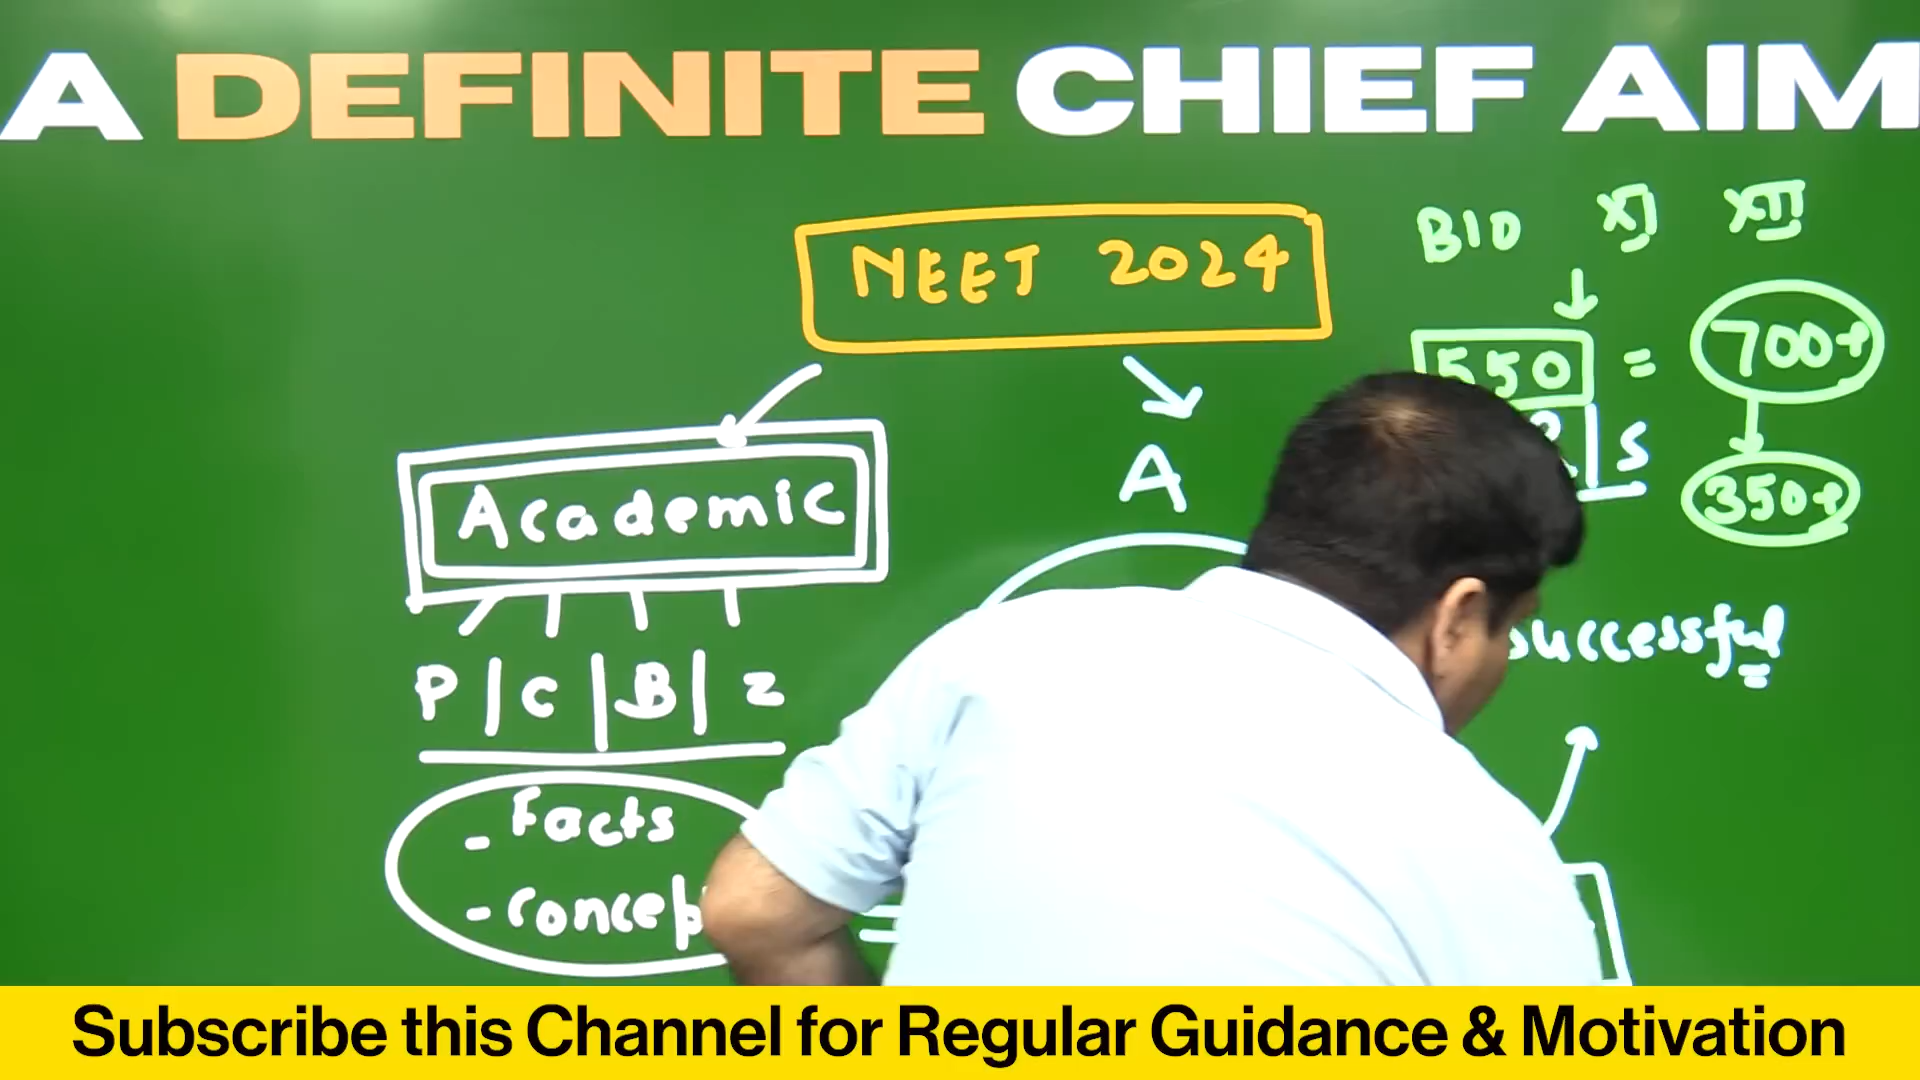 A DEFINITE CHIEF AIM
NEET 2024
BIO XI XII
550 = 700+
S 350+
Academic
A
P | C | B | Z
successful
- Facts
Subscribe this Channel for Regular Guidance & Motivation